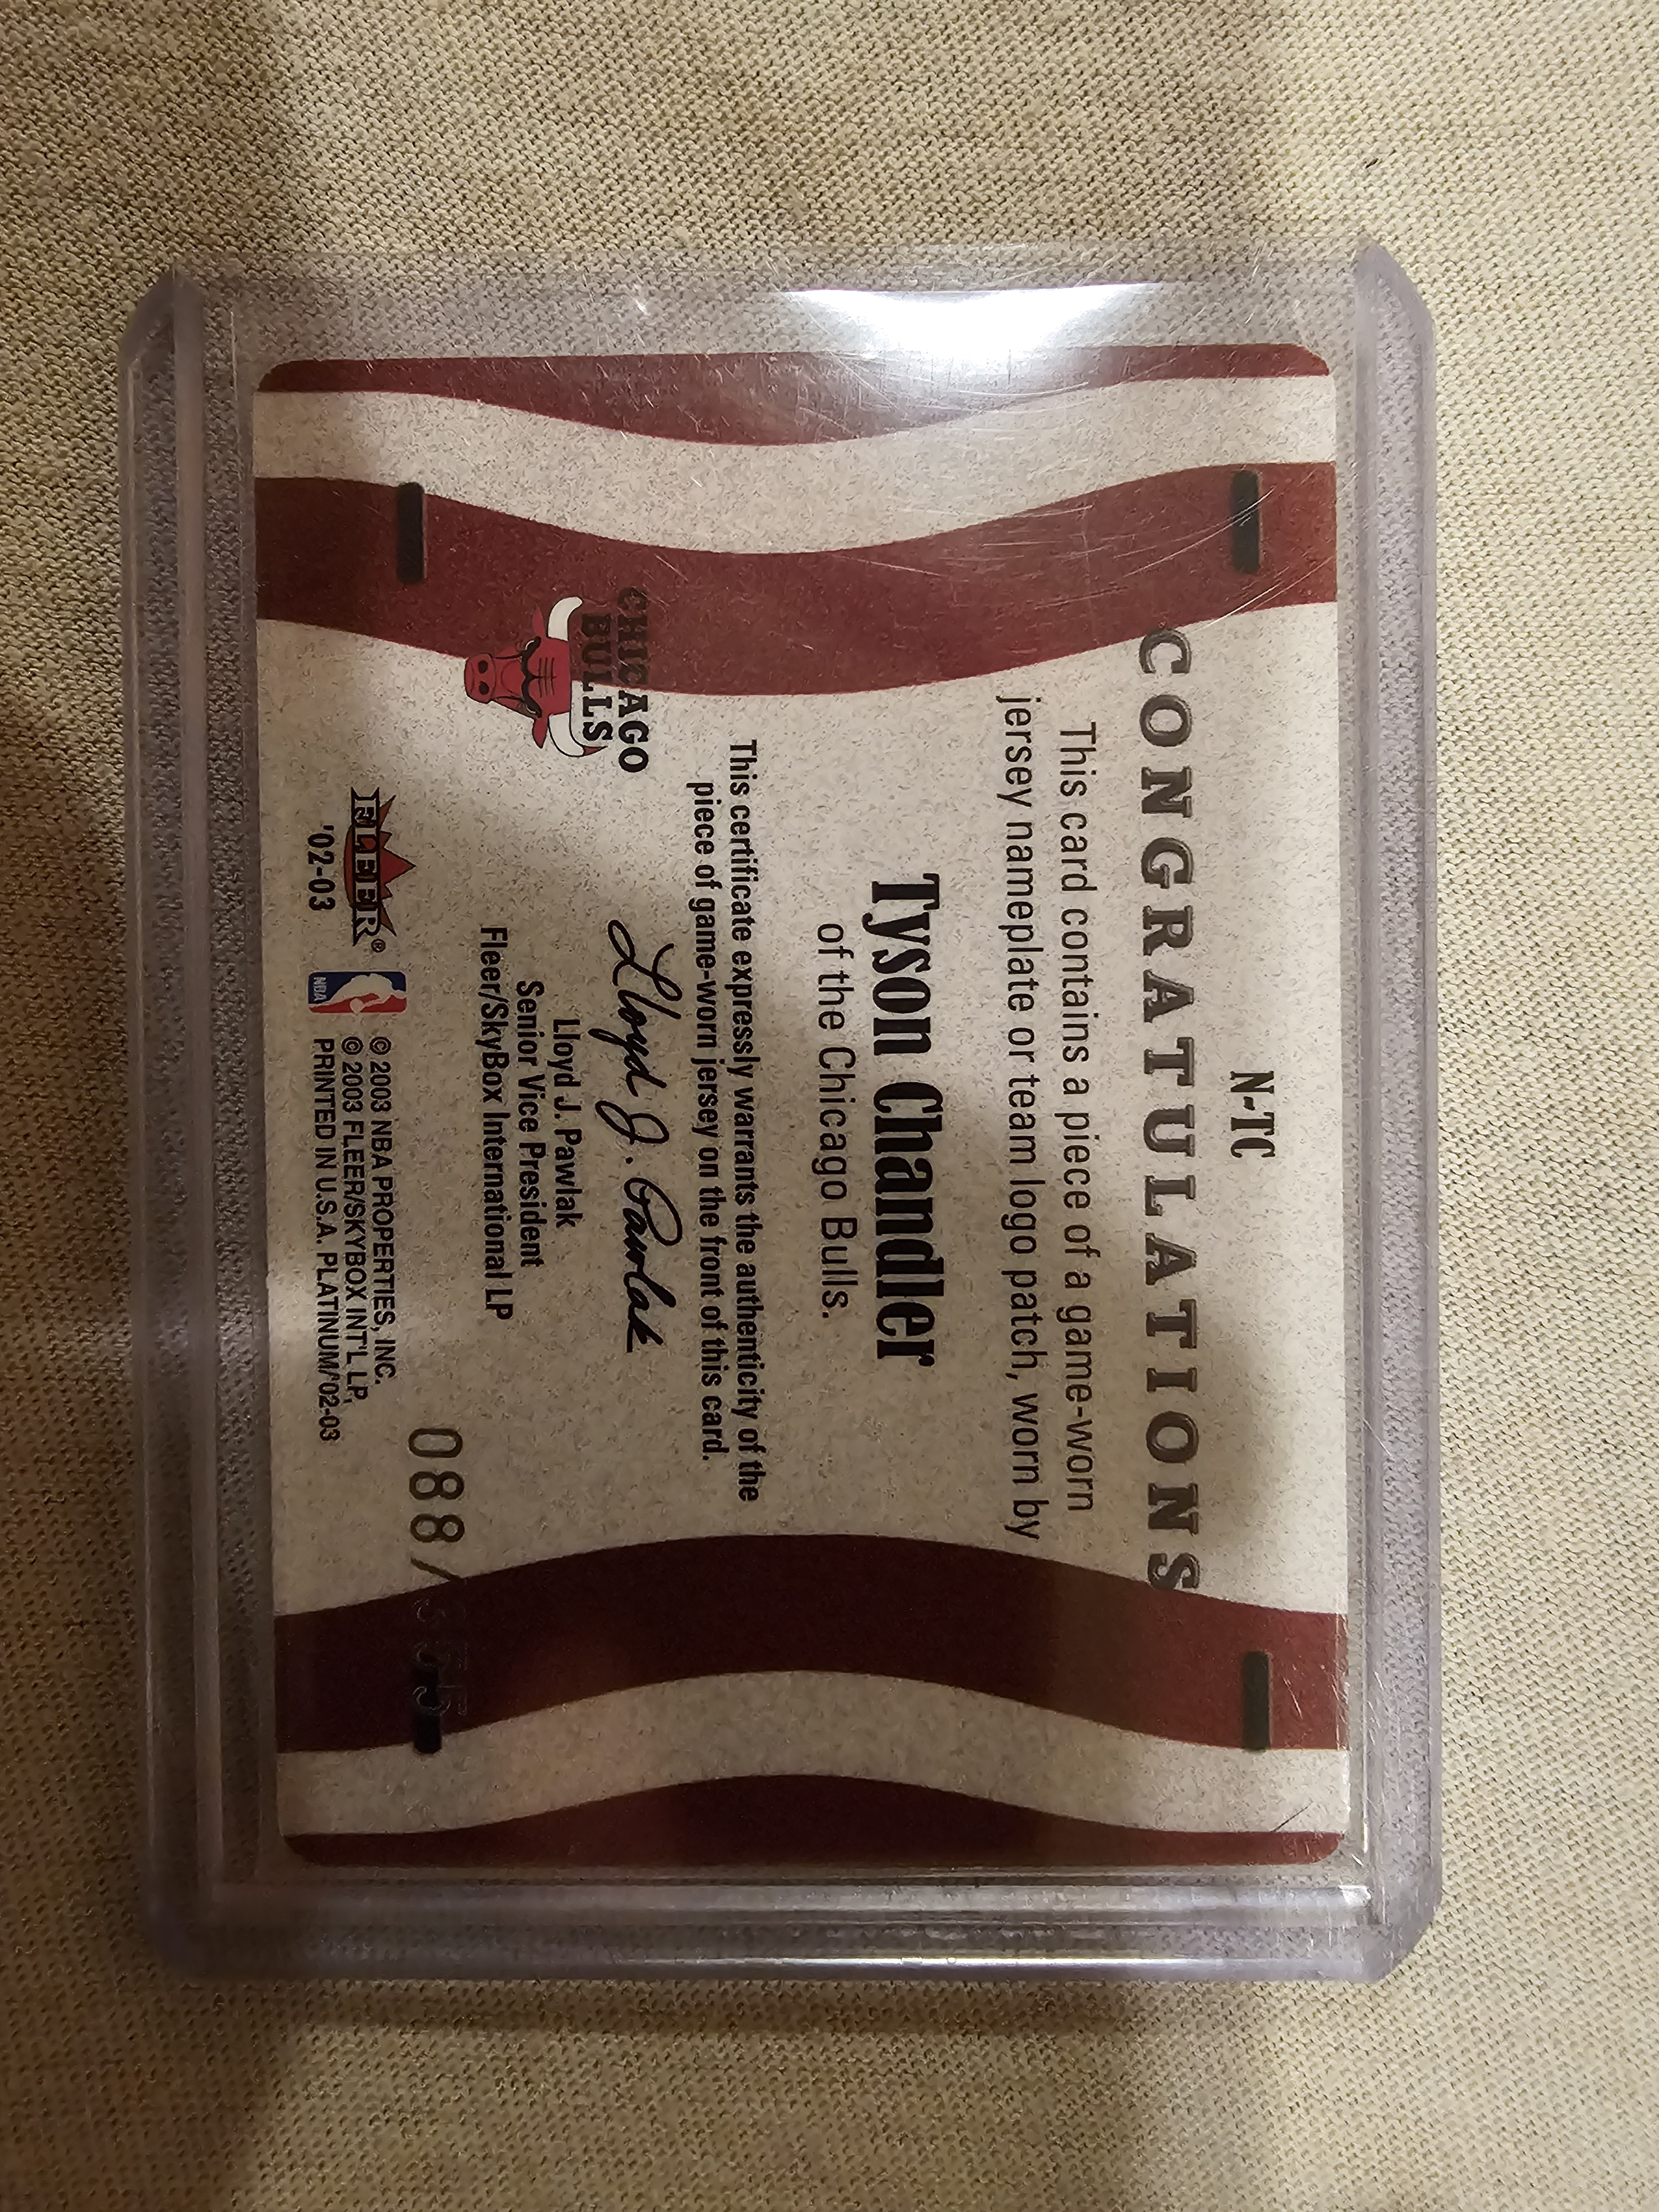 N-TC
CONGRATULATIONS
This card contains a piece of a game-worn
jersey nameplate or team logo patch, worn by
Tyson Chandler
of the Chicago Bulls.
This certificate expressly warrants the authenticity of the
piece of game-worn jersey on the front of this card.
CHICAGO
BULLS
Lloyd J. Pawlak
Lloyd J. Pawlak
Senior Vice President
Fleer/SkyBox International LP
088/
FLEER®
'02-03
NBA
© 2003 NBA PROPERTIES, INC.
© 2003 FLEER/SKYBOX INT'L LP,
PRINTED IN U.S.A. PLATINUM/'02-03